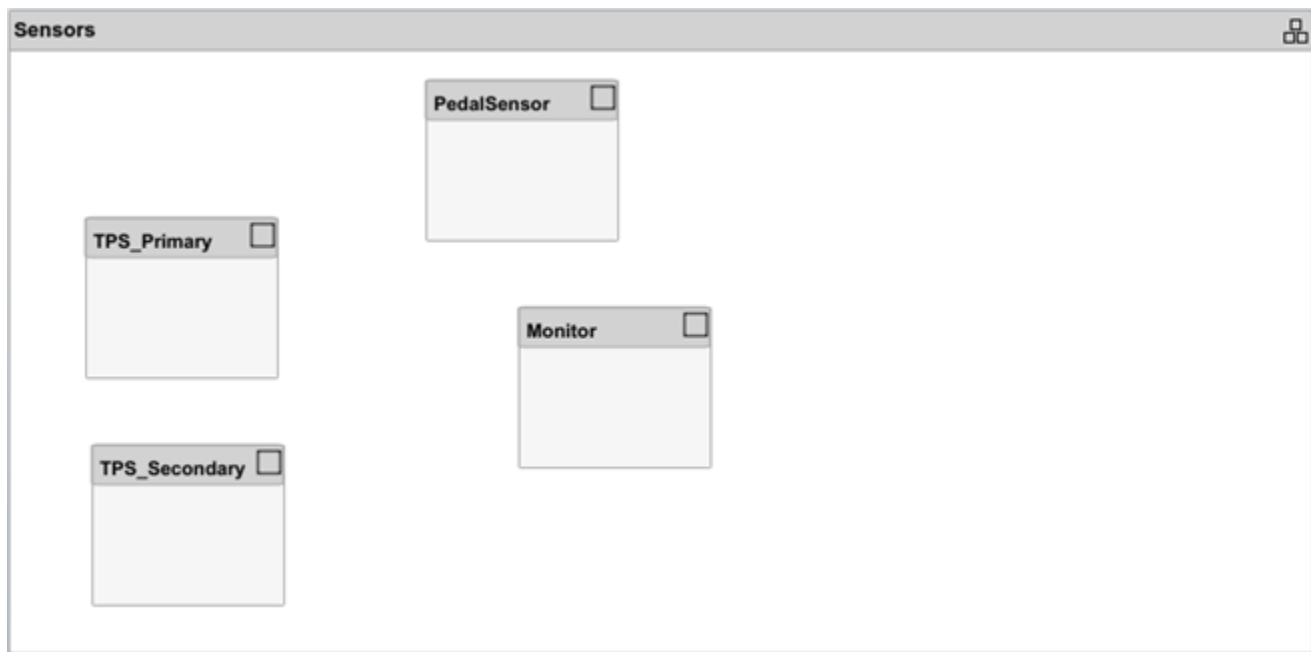 Sensors
PedalSensor
TPS_Primary
Monitor
TPS_Secondary